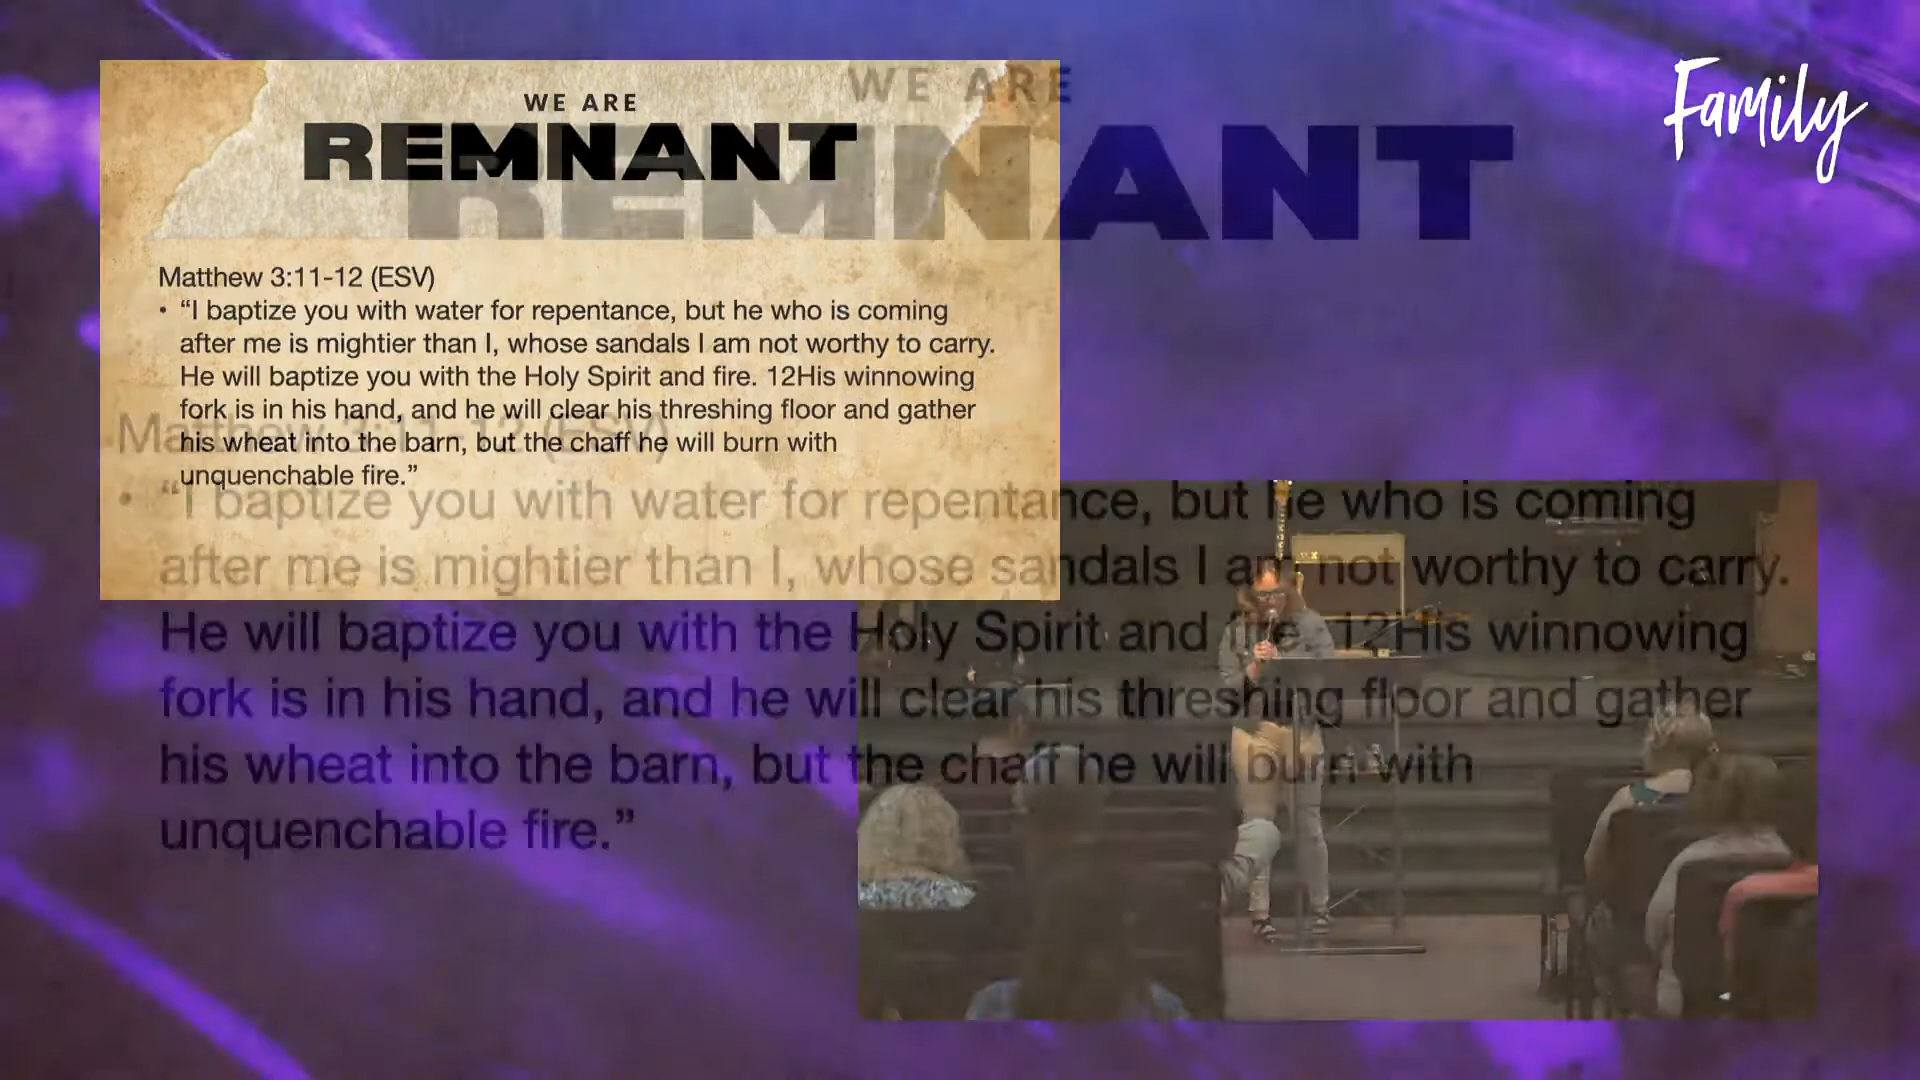 WE ARE
REMNANT
Matthew 3:11-12 (ESV)
• “I baptize you with water for repentance, but he who is coming
after me is mightier than I, whose sandals I am not worthy to carry.
He will baptize you with the Holy Spirit and fire. 12His winnowing
fork is in his hand, and he will clear his threshing floor and gather
his wheat into the barn, but the chaff he will burn with
unquenchable fire.”
Family
WE ARE
REMNANT
Matthew 3:11-12 (ESV)
• “I baptize you with water for repentance, but he who is coming
after me is mightier than I, whose sandals I am not worthy to carry.
He will baptize you with the Holy Spirit and fire. 12His winnowing
fork is in his hand, and he will clear his threshing floor and gather
his wheat into the barn, but the chaff he will burn with
unquenchable fire.”